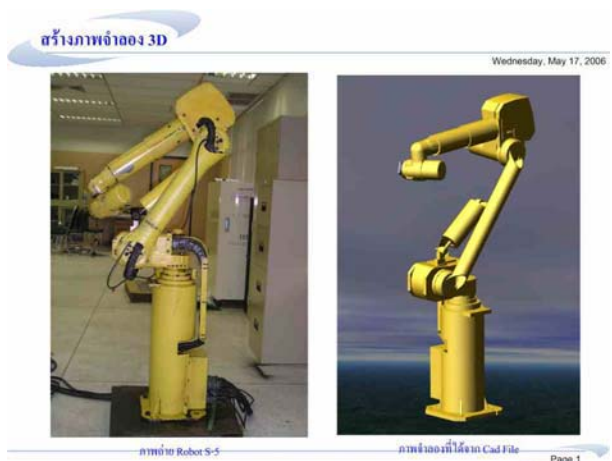 สร้างภาพจำลอง 3D
Wednesday, May 17, 2006
ภาพถ่าย Robot S-5
ภาพจำลองที่ได้จาก Cad File
Page 1